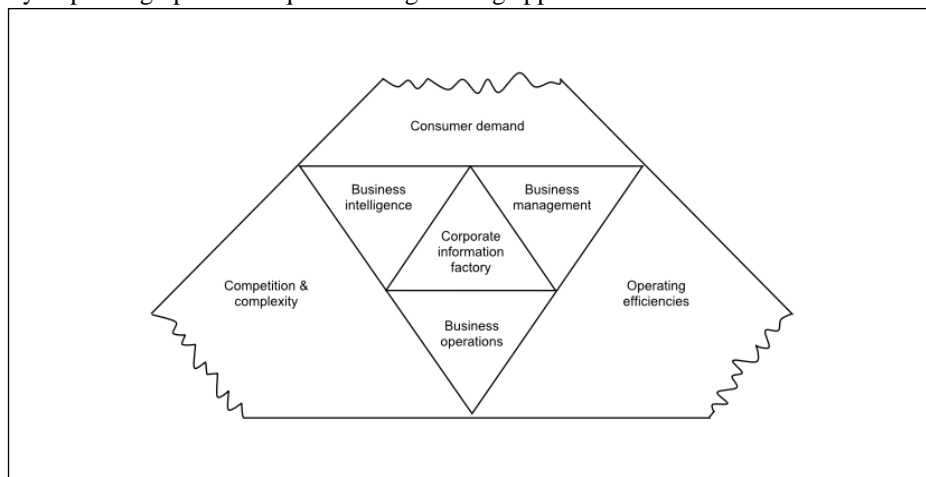 Consumer demand
Business
intelligence
Business
management
Corporate
information
factory
Competition &
complexity
Operating
efficiencies
Business
operations